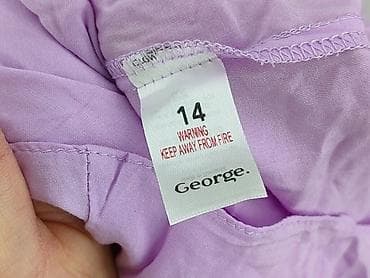 14
WARNING
KEEP AWAY FROM FIRE
George.